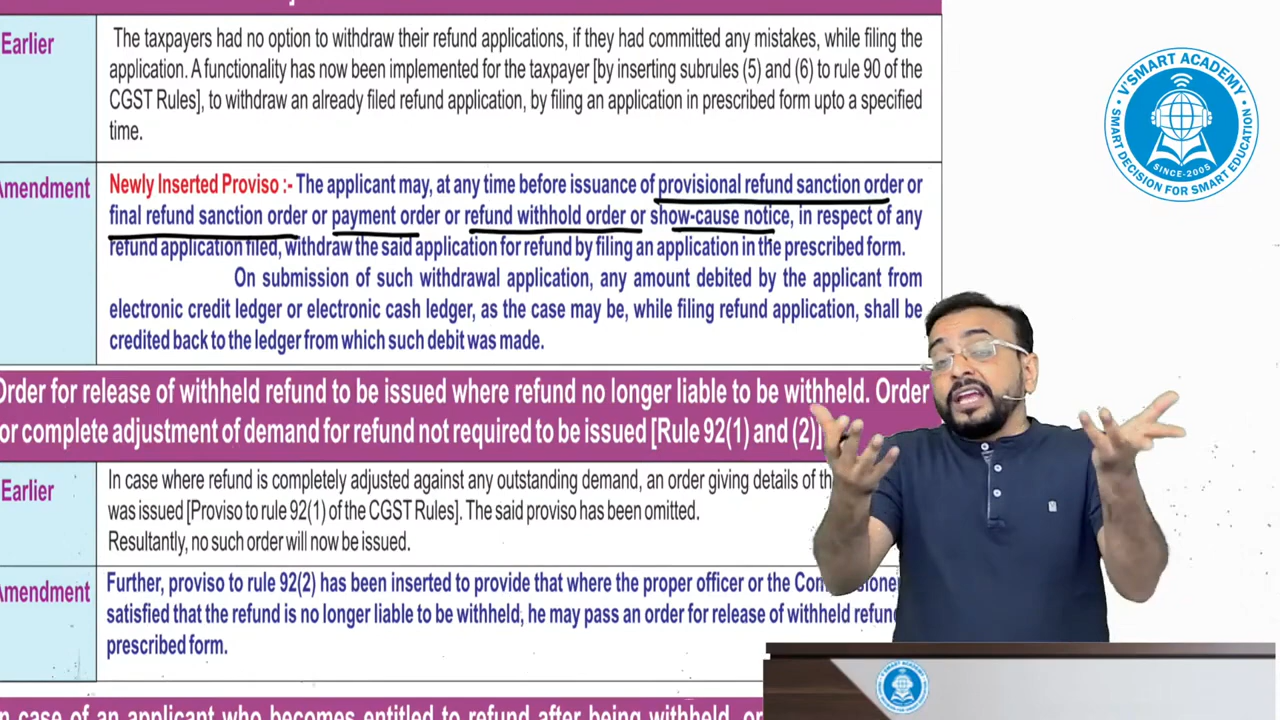 Earlier
The taxpayers had no option to withdraw their refund applications, if they had committed any mistakes, while filing the
application. A functionality has now been implemented for the taxpayer [by inserting subrules (5) and (6) to rule 90 of the
CGST Rules], to withdraw an already filed refund application, by filing an application in prescribed form upto a specified
time.
Amendment
Newly Inserted Proviso :- The applicant may, at any time before issuance of provisional refund sanction order or
final refund sanction order or payment order or refund withhold order or show-cause notice, in respect of any
refund application filed, withdraw the said application for refund by filing an application in the prescribed form.
On submission of such withdrawal application, any amount debited by the applicant from
electronic credit ledger or electronic cash ledger, as the case may be, while filing refund application, shall be
credited back to the ledger from which such debit was made.
Order for release of withheld refund to be issued where refund no longer liable to be withheld. Order
or complete adjustment of demand for refund not required to be issued [Rule 92(1) and (2)]
Earlier
In case where refund is completely adjusted against any outstanding demand, an order giving details of
was issued [Proviso to rule 92(1) of the CGST Rules]. The said proviso has been omitted.
Resultantly, no such order will now be issued.
Amendment
Further, proviso to rule 92(2) has been inserted to provide that where the proper officer or the
satisfied that the refund is no longer liable to be withheld, he may pass an order for release of withheld refund
prescribed form.
In case of an applicant who becomes entitled to refund after being withheld,
V'SMART ACADEMY
SMART DECISION FOR SMART EDUCATION
SINCE-2005